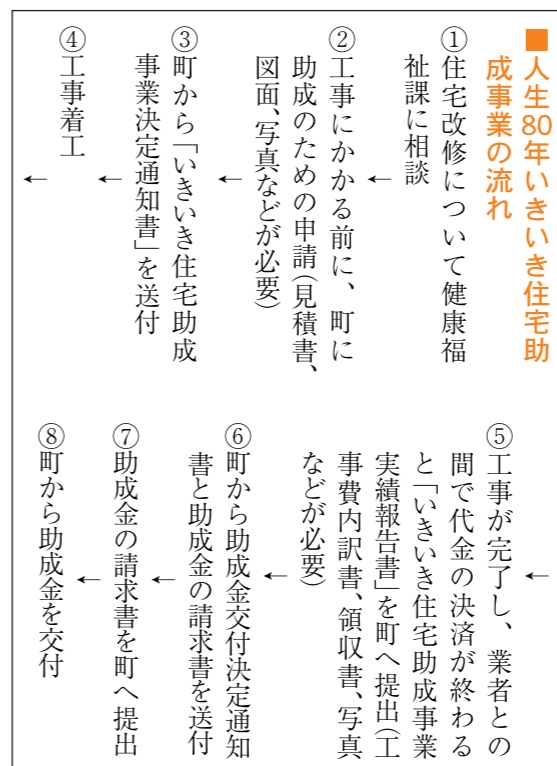 ■人生80年いきいき住宅助
成事業の流れ
①住宅改修について健康福
祉課に相談
←
②工事にかかる前に、町に
助成のための申請(見積書、
図面、写真などが必要)
←
③町から「いきいき住宅助成
事業決定通知書」を送付
←
④工事着工
←
←
⑤工事が完了し、業者との
間で代金の決済が終わる
と「いきいき住宅助成事業
実績報告書」を町へ提出(工
事費内訳書、領収書、写真
などが必要)
←
⑥町から助成金交付決定通知
書と助成金の請求書を送付
←
⑦助成金の請求書を町へ提出
←
⑧町から助成金を交付